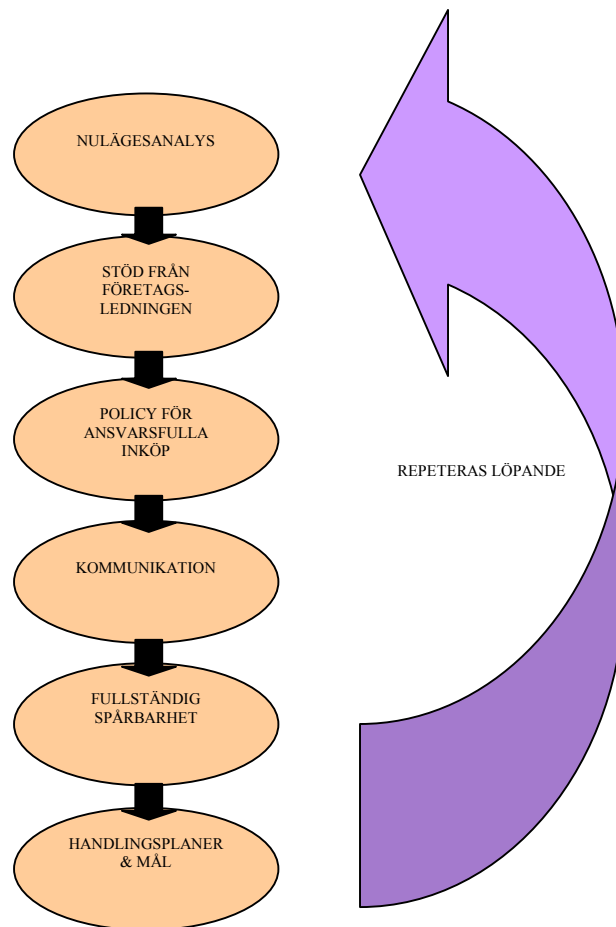 NULÄGESANALYS
STÖD FRÅN
FÖRETAGS-
LEDNINGEN
POLICY FÖR
ANSVARSFULLA
INKÖP
REPETERAS LÖPANDE
KOMMUNIKATION
FULLSTÄNDIG
SPÅRBARHET
HANDLINGSPLANER
& MÅL